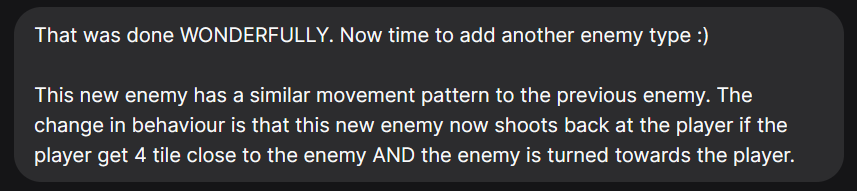 That was done WONDERFULLY. Now time to add another enemy type :)
This new enemy has a similar movement pattern to the previous enemy. The
change in behaviour is that this new enemy now shoots back at the player if the
player get 4 tile close to the enemy AND the enemy is turned towards the player.